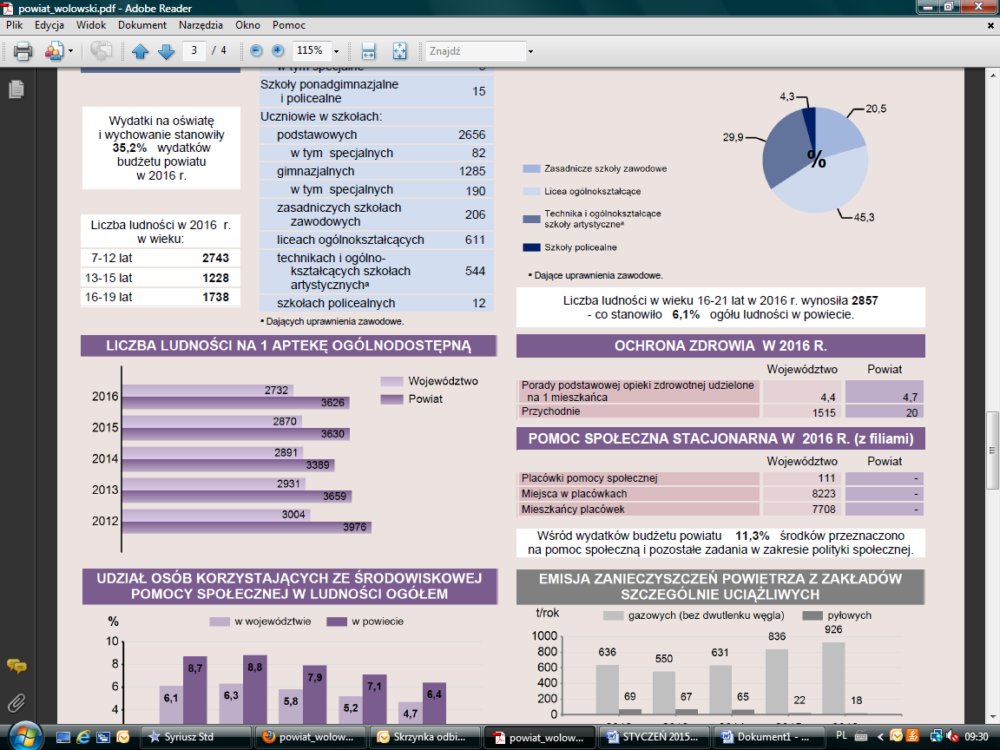 powiat_wolowski.pdf - Adobe Reader
Plik Edycja Widok Dokument Narzędzia Okno Pomoc
3 / 4 115% Znajdź
w tym specjalne
Szkoły ponadgimnazjalne
i policealne 15
Uczniowie w szkołach:
podstawowych 2656
w tym specjalnych 82
gimnazjalnych 1285
w tym specjalnych 190
zasadniczych szkołach
zawodowych 206
liceach ogólnokształcących 611
technikach i ogólno-
kształcących szkołach
artystycznychᵃ 544
szkołach policealnych 12
ᵃ Dających uprawnienia zawodowe.
Wydatki na oświatę
i wychowanie stanowiły
35,2% wydatków
budżetu powiatu
w 2016 r.
Liczba ludności w 2016 r.
w wieku:
7-12 lat 2743
13-15 lat 1228
16-19 lat 1738
4,3
20,5
29,9
%
45,3
Zasadnicze szkoły zawodowe
Licea ogólnokształcące
Technika i ogólnokształcące
szkoły artystyczneᵃ
Szkoły policealne
ᵃ Dające uprawnienia zawodowe.
Liczba ludności w wieku 16-21 lat w 2016 r. wynosiła 2857
- co stanowiło 6,1% ogółu ludności w powiecie.
LICZBA LUDNOŚCI NA 1 APTEKĘ OGÓLNODOSTĘPNĄ
Województwo
Powiat
2016 2732
3626
2015 2870
3630
2014 2891
3389
2013 2931
3659
2012 3004
3976
OCHRONA ZDROWIA W 2016 R.
Województwo Powiat
Porady podstawowej opieki zdrowotnej udzielone
na 1 mieszkańca 4,4 4,7
Przychodnie 1515 20
POMOC SPOŁECZNA STACJONARNA W 2016 R. (z filiami)
Województwo Powiat
Placówki pomocy społecznej 111 -
Miejsca w placówkach 8223 -
Mieszkańcy placówek 7708 -
Wśród wydatków budżetu powiatu 11,3% środków przeznaczono
na pomoc społeczną i pozostałe zadania w zakresie polityki społecznej.
UDZIAŁ OSÓB KORZYSTAJĄCYCH ZE ŚRODOWISKOWEJ
POMOCY SPOŁECZNEJ W LUDNOŚCI OGÓŁEM
% w województwie w powiecie
10
8
6
4
6,1 8,7 6,3 8,8 5,8 7,9 5,2 7,1 4,7 6,4
EMISJA ZANIECZYSZCZEŃ POWIETRZA Z ZAKŁADÓW
SZCZEGÓLNIE UCIĄŻLIWYCH
t/rok gazowych (bez dwutlenku węgla) pyłowych
1000
800
600
400
200
0
636 69 550 67 631 65 836 22 926 18
Syriusz Std powiat_wolow... Skrzynka odbi... powiat_wolow... STYCZEŃ 2015... Dokument1 - ... PL 09:30